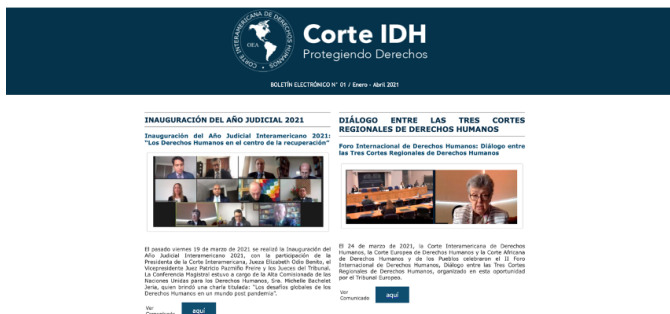 CORTE INTERAMERICANA DE DERECHOS HUMANOS
OEA
Corte IDH
Protegiendo Derechos
BOLETÍN ELECTRÓNICO N° 01 / Enero - Abril 2021
INAUGURACIÓN DEL AÑO JUDICIAL 2021
Inauguración del Año Judicial Interamericano 2021:
"Los Derechos Humanos en el centro de la recuperación"
El pasado viernes 19 de marzo de 2021 se realizó la Inauguración del
Año Judicial Interamericano 2021, con la participación de la
Presidenta de la Corte Interamericana, Jueza Elizabeth Odio Benito, el
Vicepresidente Juez Patricio Pazmiño Freire y los Jueces del Tribunal.
La Conferencia Magistral estuvo a cargo de la Alta Comisionada de las
Naciones Unidas para los Derechos Humanos, Sra. Michelle Bachelet
Jeria, quien brindó una charla titulada: "Los desafíos globales de los
Derechos Humanos en un mundo post pandemia".
Ver
Comunicado
aquí
DIÁLOGO ENTRE LAS TRES CORTES
REGIONALES DE DERECHOS HUMANOS
Foro Internacional de Derechos Humanos: Diálogo entre
las Tres Cortes Regionales de Derechos Humanos
El 24 de marzo de 2021, la Corte Interamericana de Derechos
Humanos, la Corte Europea de Derechos Humanos y la Corte Africana
de Derechos Humanos y de los Pueblos celebraron el II Foro
Internacional de Derechos Humanos, Diálogo entre las Tres Cortes
Regionales de Derechos Humanos, organizado en esta oportunidad
por el Tribunal Europeo.
Ver
Comunicado
aquí